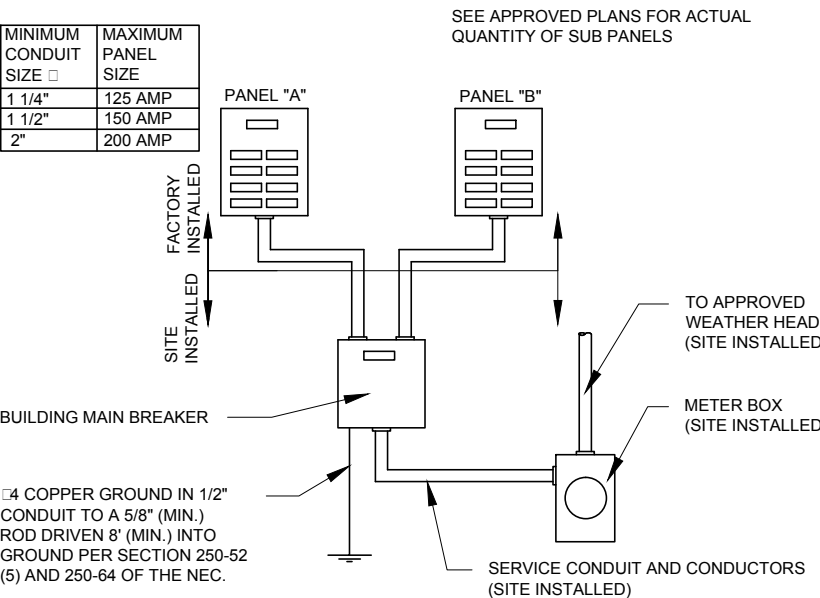 SEE APPROVED PLANS FOR ACTUAL
QUANTITY OF SUB PANELS
MINIMUM CONDUIT SIZE □ MAXIMUM PANEL SIZE
1 1/4" 125 AMP
1 1/2" 150 AMP
2" 200 AMP
PANEL "A"
PANEL "B"
FACTORY
INSTALLED
SITE
INSTALLED
TO APPROVED
WEATHER HEAD
(SITE INSTALLED
BUILDING MAIN BREAKER
METER BOX
(SITE INSTALLED
□4 COPPER GROUND IN 1/2"
CONDUIT TO A 5/8" (MIN.)
ROD DRIVEN 8' (MIN.) INTO
GROUND PER SECTION 250-52
(5) AND 250-64 OF THE NEC.
SERVICE CONDUIT AND CONDUCTORS
(SITE INSTALLED)